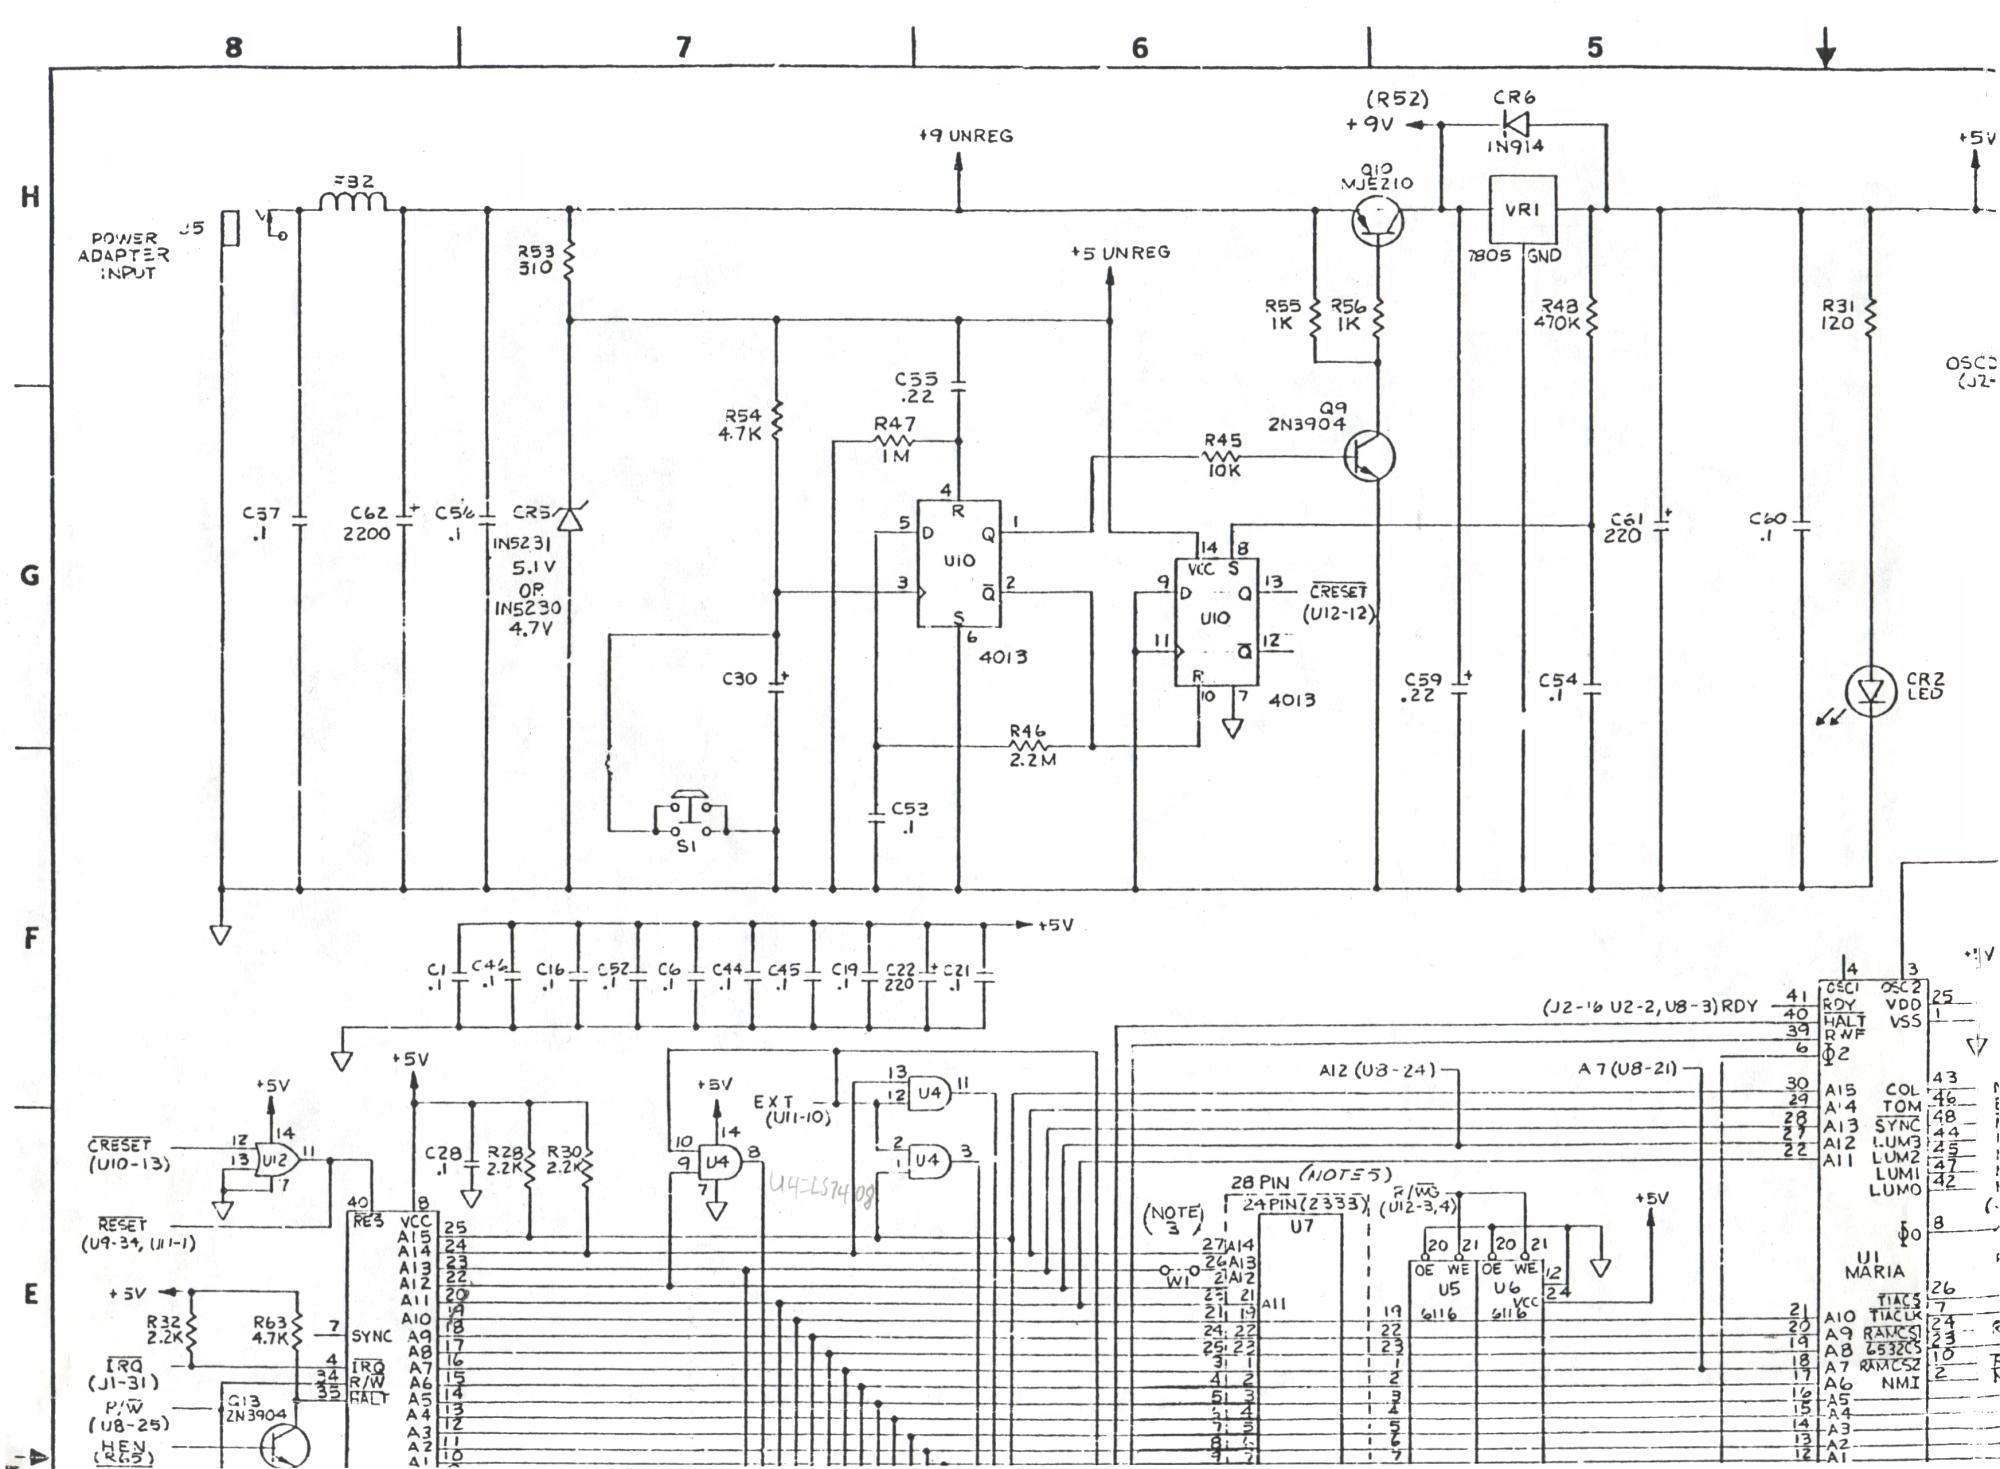 8 7 6 5
H
G
F
E
POWER
ADAPTER
INPUT
+9 UNREG
+5 UNREG
(R52)
+9V
CR6
1N914
+5V
Q10
MJE210
VR1
7805 GND
R53
310
R55
1K
R56
1K
R48
470K
R31
120
C55
.22
R54
4.7K
R47
1M
R45
10K
Q9
2N3904
C57
.1
C62
2200
+
C56
.1
CR5
1N5231
5.1V
OR
1N5230
4.7V
4
R
5 D Q 1
U10
3 Q 2
S
6
4013
14 8
VCC S
9 D Q 13
U10
11 Q 12
R
10 7
4013
CRESET
(U12-12)
C61
220
+
C60
.1
C30
+
C59
.22
+
C54
.1
CR2
LED
R46
2.2M
C53
.1
S1
+5V
C1
.1
C46
.1
C16
.1
C52
.1
C6
.1
C44
.1
C45
.1
C19
.1
C22
220
+
C21
.1
+5V
+5V
CRESET
(U10-13)
12
13
14
U12
11
7
RESET
(U9-34, U11-1)
C28
.1
R28
2.2K
R30
2.2K
+5V
10
9
14
U4
8
7
EXT
(U11-10)
13
12
U4
11
2
1
U4
3
U4=LS7408
(J2-16 U2-2, U8-3) RDY
A12 (U8-24)
A7 (U8-21)
28 PIN (NOTE 5)
24 PIN (2333)
U7
(NOTE
3)
W1
R/WG
(U12-3,4)
+5V
20 21 20 21
OE WE OE WE
U5 U6
6116 6116
VCC
12
24
27 A14
26 A13
2 A12
A11
+5V
R32
2.2K
R63
4.7K
7 SYNC
IRQ
(J1-31)
4 IRQ
34 R/W
35 HALT
(U8-25)
Q13
2N3904
HEN
(R65)
40 8
VCC
A15 25
A14 24
A13 23
A12 22
A11 20
A10 19
A9 18
A8 17
A7 16
A6 15
A5 14
A4 13
A3 12
A2 11
A1 10
4 3
OSC1 OSC2
41 RDY VDD 25
40 HALT VSS 1
39
6 Φ2
30 A15 COL 43
29 A14 TOM 46
28 A13 SYNC 48
27 A12 LUM3 44
22 A11 LUM2 45
LUM1 47
LUM0 42
Φ0 8
U1
MARIA
26
21 A10 TIACLK 7
20 A9 RAMCS1 24
19 A8 6532CS 23
18 A7 RAMCS2 10
17 A6 NMI 2
16 A5
15 A4
14 A3
13 A2
12 A1